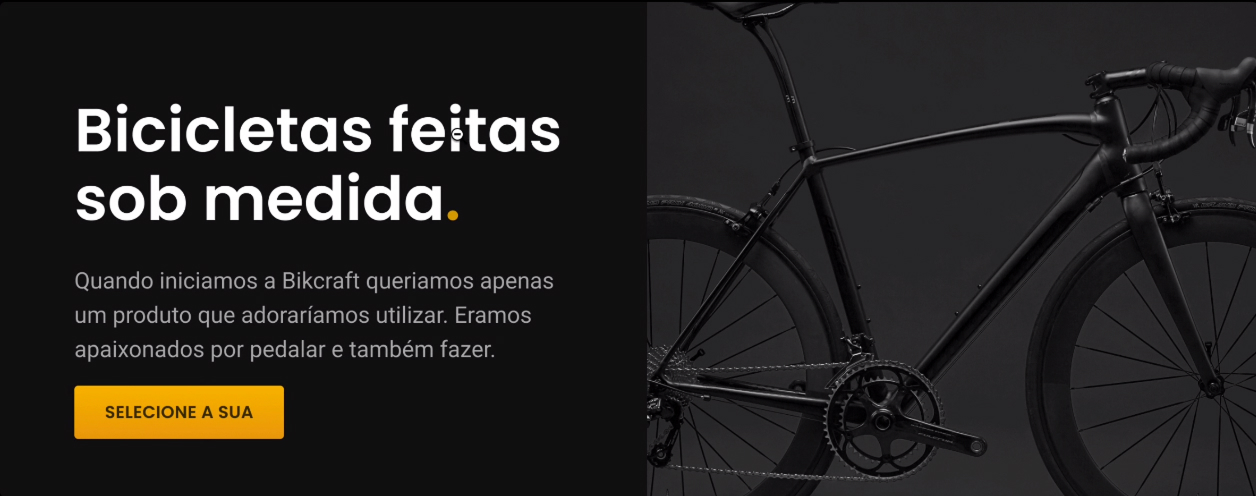 Bicicletas feitas
sob medida.
Quando iniciamos a Bikcraft queriamos apenas
um produto que adoraríamos utilizar. Eramos
apaixonados por pedalar e também fazer.
SELECIONE A SUA